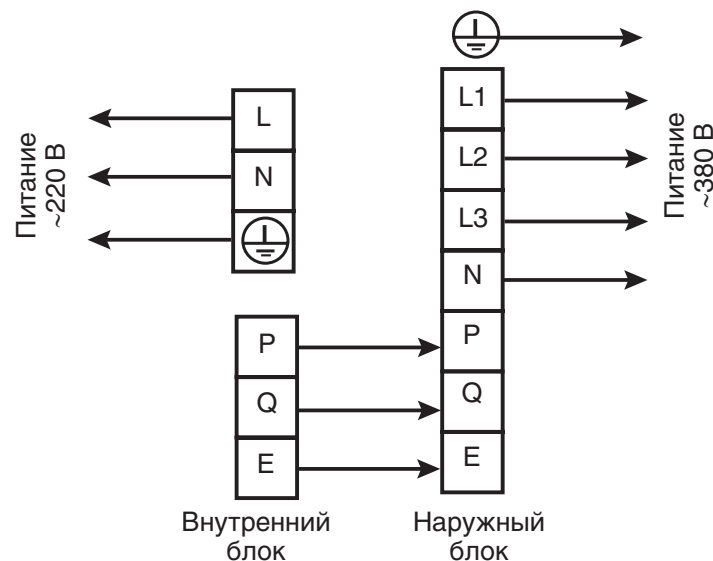 Питание
~220 В
L
N
P
Q
E
Внутренний
блок
L1
L2
L3
N
P
Q
E
Наружный
блок
Питание
~380 В